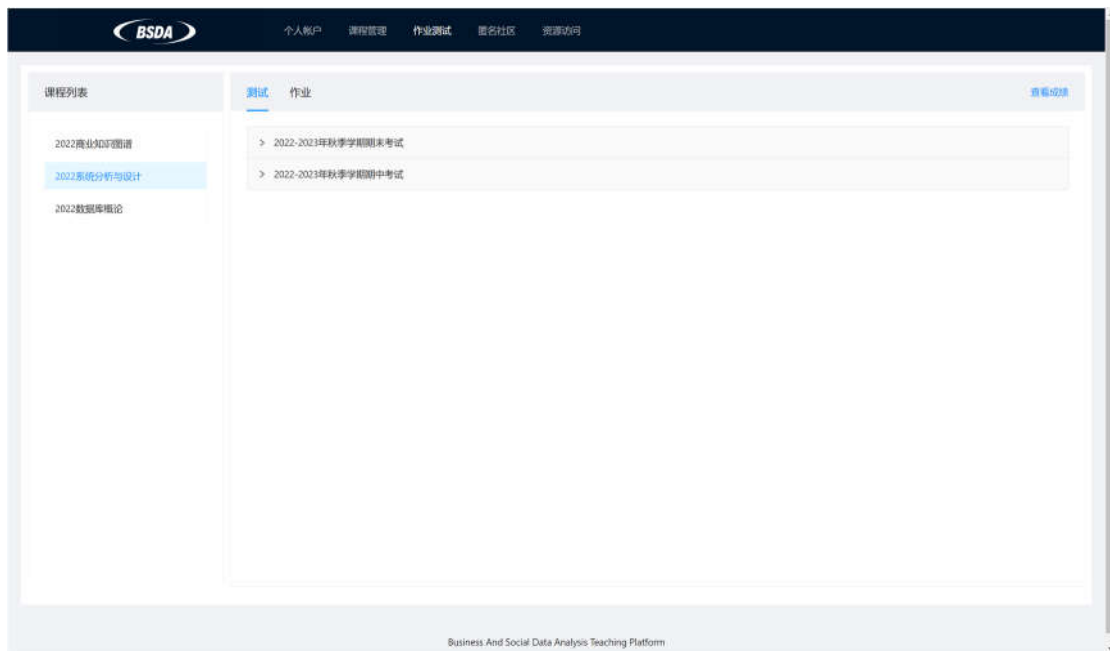 BSDA 个人帐户 课程管理 作业测试 匿名社区 资源访问
课程列表
测试 作业 查看成绩
2022商业知识图谱
2022系统分析与设计
2022数据库概论
> 2022-2023年秋季学期期末考试
> 2022-2023年秋季学期期中考试
Business And Social Data Analysis Teaching Platform